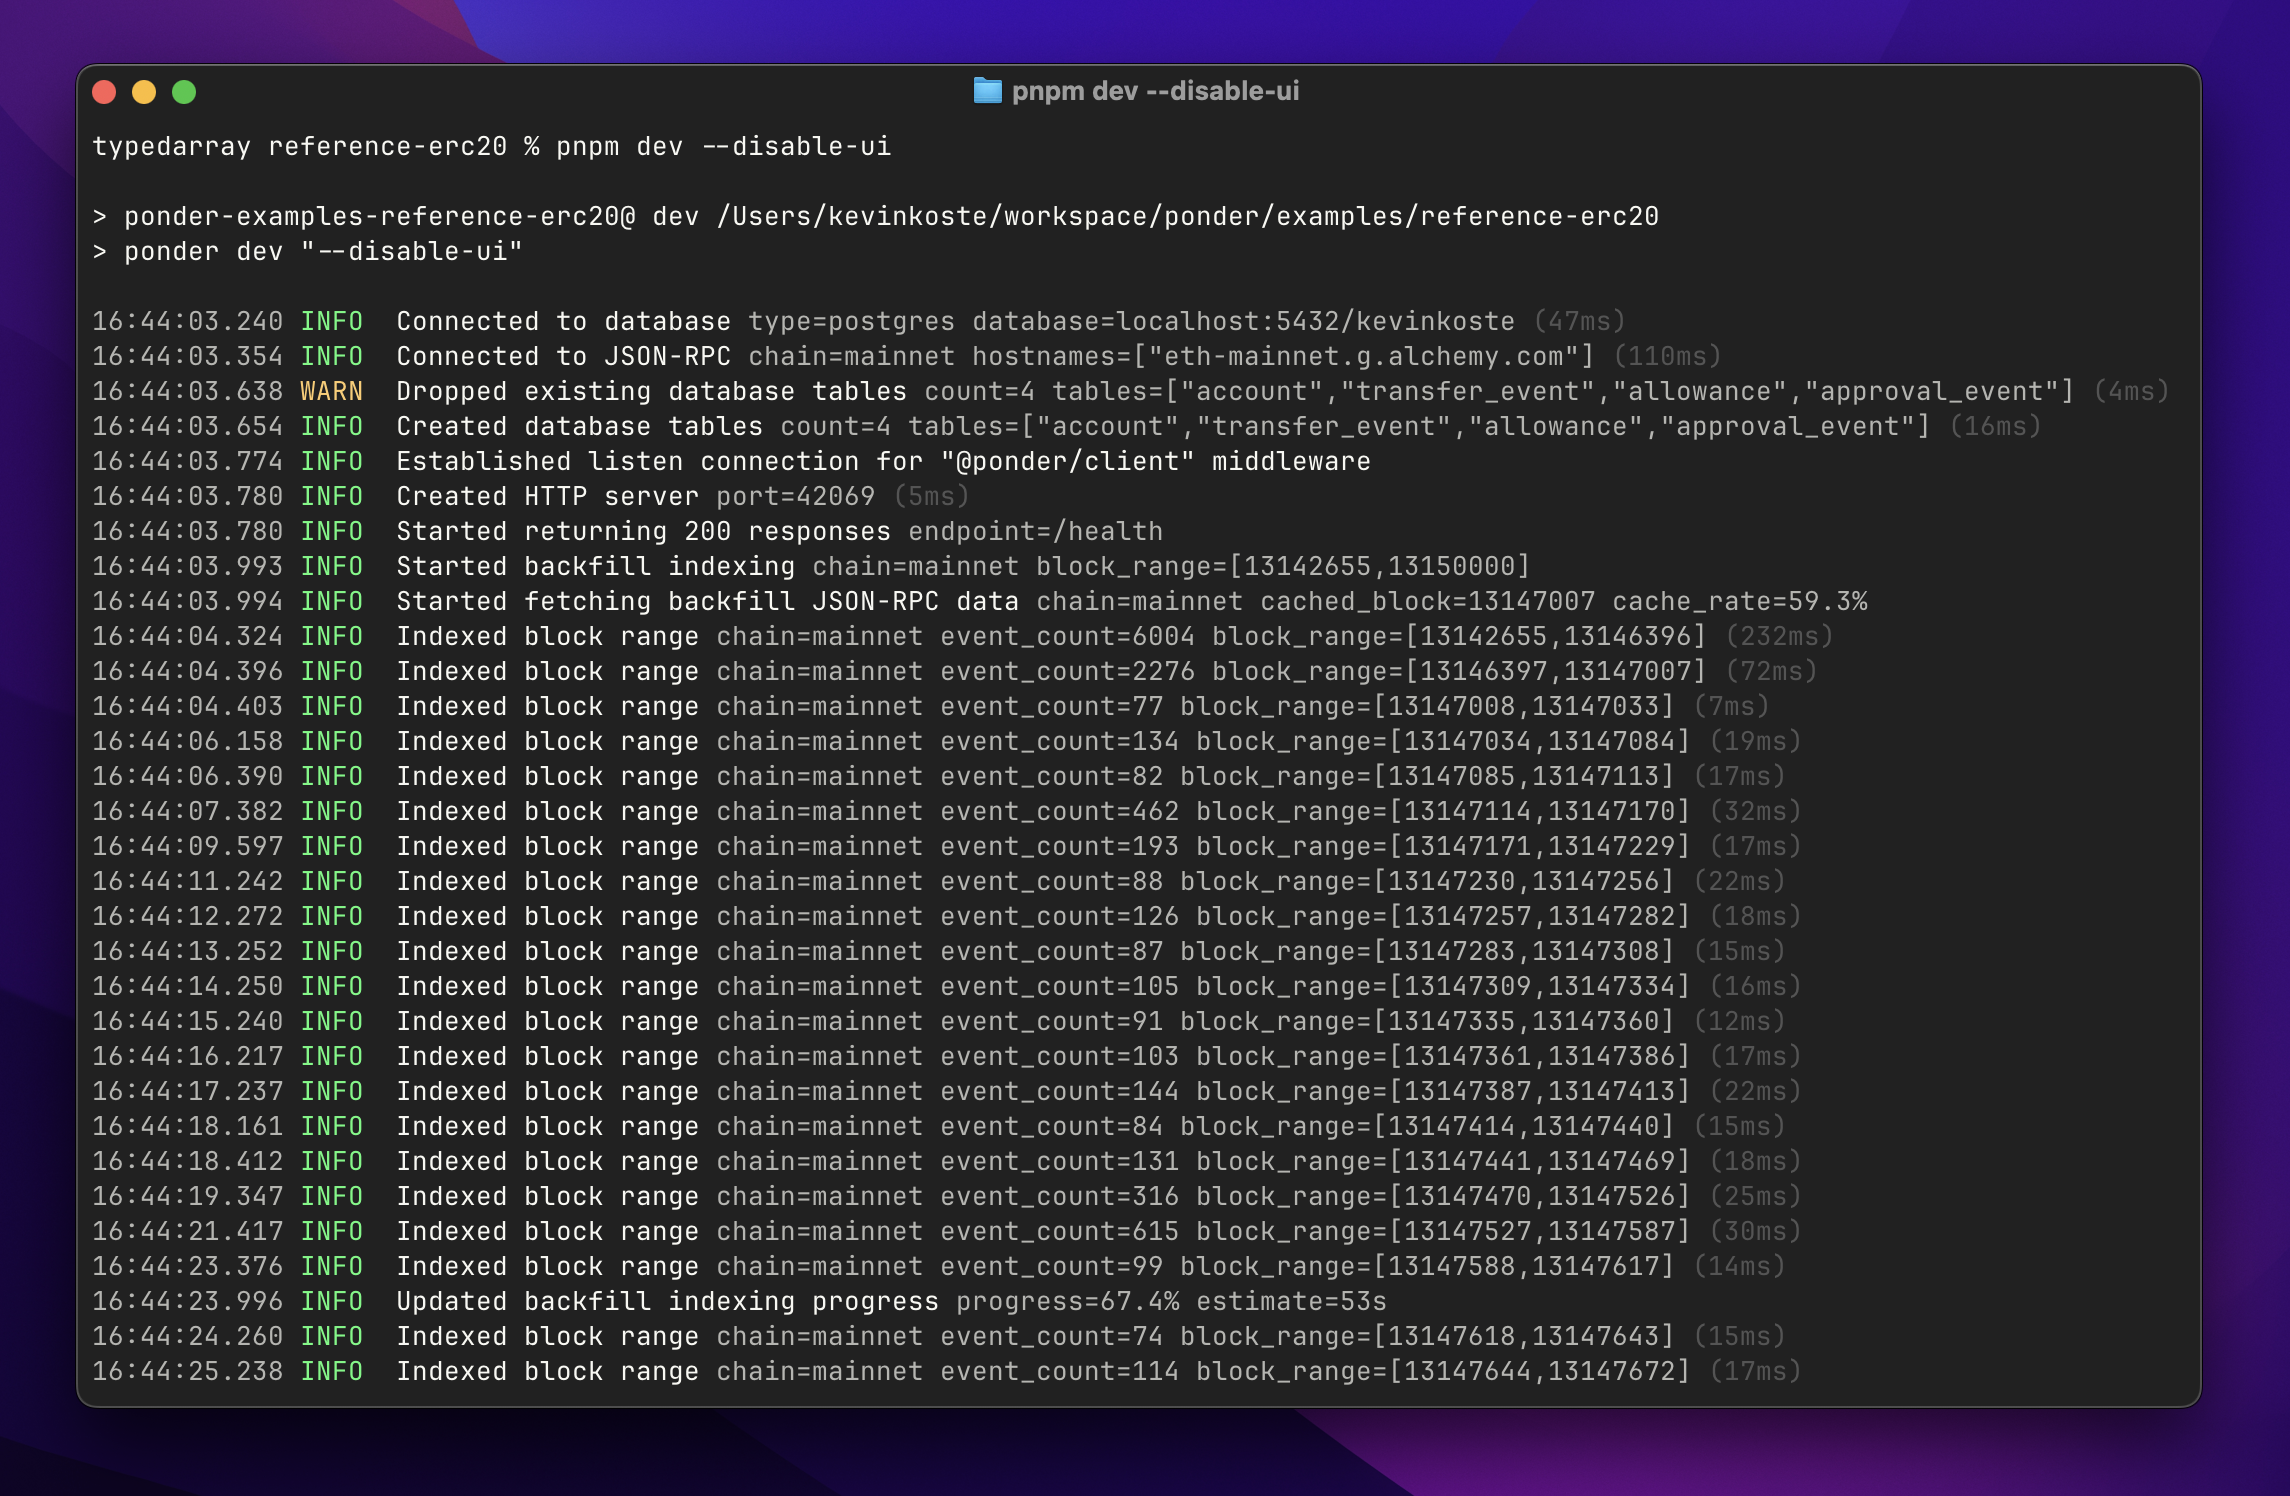 pnpm dev --disable-ui
typedarray reference-erc20 % pnpm dev --disable-ui
> ponder-examples-reference-erc20@ dev /Users/kevinkoste/workspace/ponder/examples/reference-erc20
> ponder dev "--disable-ui"
16:44:03.240 INFO  Connected to database type=postgres database=localhost:5432/kevinkoste (47ms)
16:44:03.354 INFO  Connected to JSON-RPC chain=mainnet hostnames=["eth-mainnet.g.alchemy.com"] (110ms)
16:44:03.638 WARN  Dropped existing database tables count=4 tables=["account","transfer_event","allowance","approval_event"] (4ms)
16:44:03.654 INFO  Created database tables count=4 tables=["account","transfer_event","allowance","approval_event"] (16ms)
16:44:03.774 INFO  Established listen connection for "@ponder/client" middleware
16:44:03.780 INFO  Created HTTP server port=42069 (5ms)
16:44:03.780 INFO  Started returning 200 responses endpoint=/health
16:44:03.993 INFO  Started backfill indexing chain=mainnet block_range=[13142655,13150000]
16:44:03.994 INFO  Started fetching backfill JSON-RPC data chain=mainnet cached_block=13147007 cache_rate=59.3%
16:44:04.324 INFO  Indexed block range chain=mainnet event_count=6004 block_range=[13142655,13146396] (232ms)
16:44:04.396 INFO  Indexed block range chain=mainnet event_count=2276 block_range=[13146397,13147007] (72ms)
16:44:04.403 INFO  Indexed block range chain=mainnet event_count=77 block_range=[13147008,13147033] (7ms)
16:44:06.158 INFO  Indexed block range chain=mainnet event_count=134 block_range=[13147034,13147084] (19ms)
16:44:06.390 INFO  Indexed block range chain=mainnet event_count=82 block_range=[13147085,13147113] (17ms)
16:44:07.382 INFO  Indexed block range chain=mainnet event_count=462 block_range=[13147114,13147170] (32ms)
16:44:09.597 INFO  Indexed block range chain=mainnet event_count=193 block_range=[13147171,13147229] (17ms)
16:44:11.242 INFO  Indexed block range chain=mainnet event_count=88 block_range=[13147230,13147256] (22ms)
16:44:12.272 INFO  Indexed block range chain=mainnet event_count=126 block_range=[13147257,13147282] (18ms)
16:44:13.252 INFO  Indexed block range chain=mainnet event_count=87 block_range=[13147283,13147308] (15ms)
16:44:14.250 INFO  Indexed block range chain=mainnet event_count=105 block_range=[13147309,13147334] (16ms)
16:44:15.240 INFO  Indexed block range chain=mainnet event_count=91 block_range=[13147335,13147360] (12ms)
16:44:16.217 INFO  Indexed block range chain=mainnet event_count=103 block_range=[13147361,13147386] (17ms)
16:44:17.237 INFO  Indexed block range chain=mainnet event_count=144 block_range=[13147387,13147413] (22ms)
16:44:18.161 INFO  Indexed block range chain=mainnet event_count=84 block_range=[13147414,13147440] (15ms)
16:44:18.412 INFO  Indexed block range chain=mainnet event_count=131 block_range=[13147441,13147469] (18ms)
16:44:19.347 INFO  Indexed block range chain=mainnet event_count=316 block_range=[13147470,13147526] (25ms)
16:44:21.417 INFO  Indexed block range chain=mainnet event_count=615 block_range=[13147527,13147587] (30ms)
16:44:23.376 INFO  Indexed block range chain=mainnet event_count=99 block_range=[13147588,13147617] (14ms)
16:44:23.996 INFO  Updated backfill indexing progress progress=67.4% estimate=53s
16:44:24.260 INFO  Indexed block range chain=mainnet event_count=74 block_range=[13147618,13147643] (15ms)
16:44:25.238 INFO  Indexed block range chain=mainnet event_count=114 block_range=[13147644,13147672] (17ms)